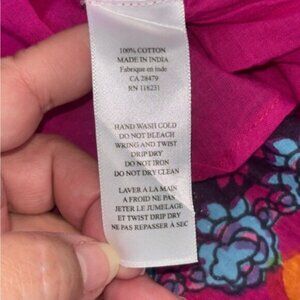 100% COTTON
MADE IN INDIA
Fabrique en inde
CA 28479
RN 118231
HAND WASH COLD
DO NOT BLEACH
WRING AND TWIST
DRIP DRY
DO NOT IRON
DO NOT DRY CLEAN
LAVER A LA MAIN
A FROID NE PAS
JETER LE JUMELAGE
ET TWIST DRIP DRY
NE PAS REPASSER A SEC